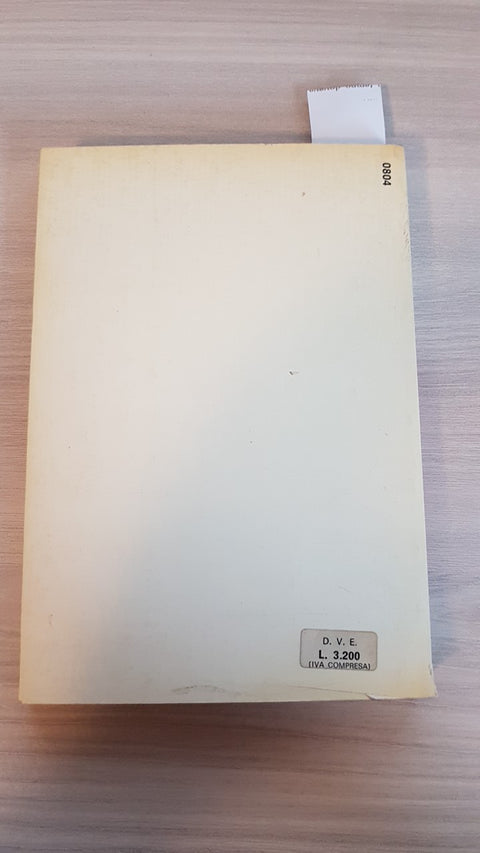 0804
D. V. E.
L. 3.200
(IVA COMPRESA)